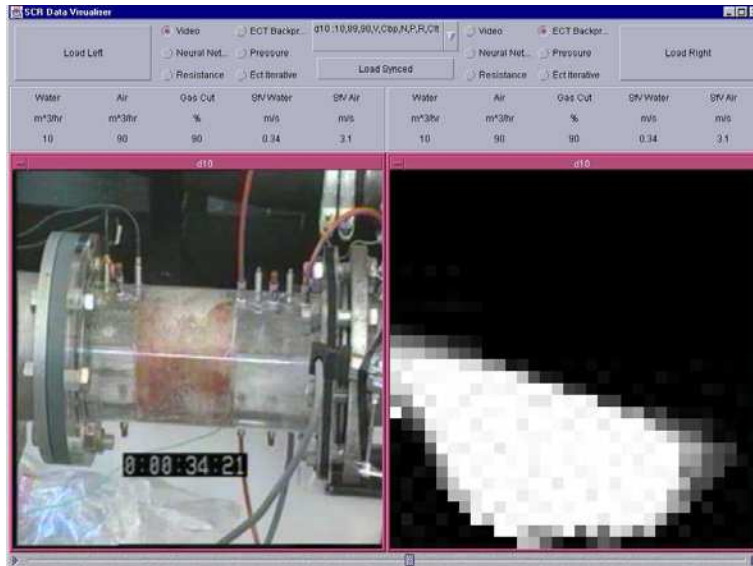 SCR Data Visualiser
Load Left
Video
ECT Backpr...
Neural Net...
Pressure
Resistance
Ect Iterative
d10 :10,89,90,V,Cbp,N,P,R,CIt
Load Synced
Video
ECT Backpr...
Neural Net...
Pressure
Resistance
Ect Iterative
Load Right
Water Air Gas Cut SfV Water SfV Air
m^3/hr m^3/hr % m/s m/s
10 90 90 0.34 3.1
Water Air Gas Cut SfV Water SfV Air
m^3/hr m^3/hr % m/s m/s
10 90 90 0.34 3.1
d10
d10
0:00:34:21